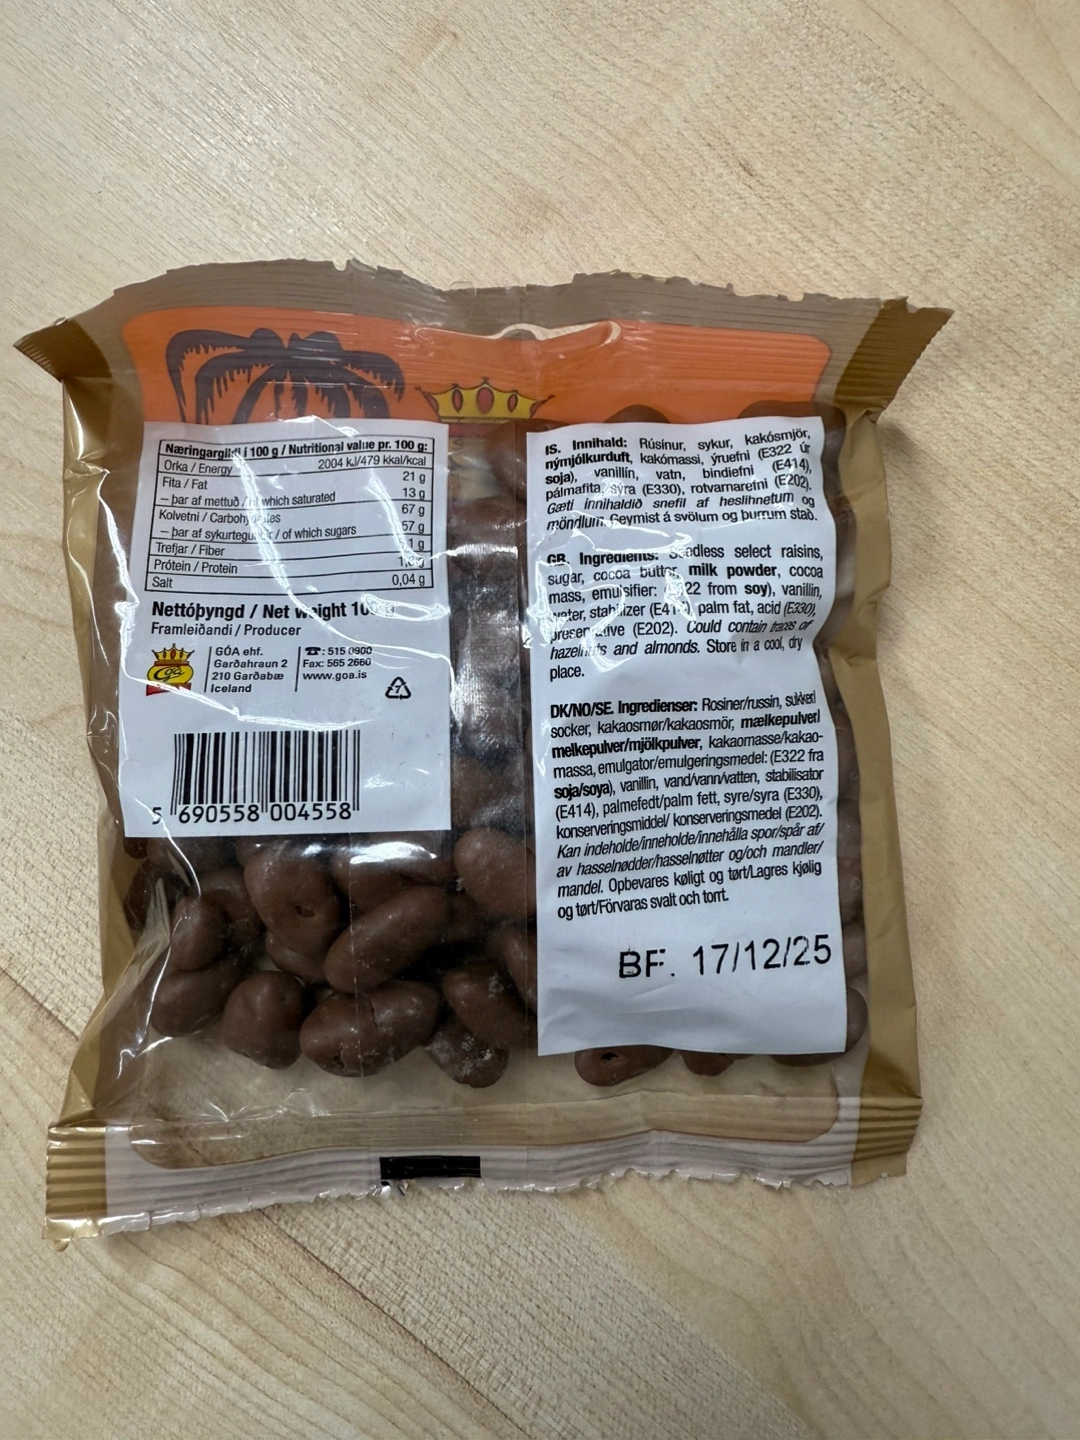 Næringargildi í 100 g / Nutritional value pr. 100 g:
Orka / Energy 2004 kJ/479 kkal/kcal
Fita / Fat 21 g
– þar af mettuð / of which saturated 13 g
Kolvetni / Carbohydrates 67 g
– þar af sykurtegundir / of which sugars 57 g
Trefjar / Fiber 1 g
Prótein / Protein
Salt 0,04 g
Nettóþyngd / Net weight
Framleiðandi / Producer
Góa
GÓA ehf.
Garðahraun 2
210 Garðabæ
Iceland
☎: 515 0900
Fax: 565 2660
www.goa.is
7
5 690558 004558
IS. Innihald: Rúsínur, sykur, kakósmjör,
nýmjólkurduft, kakómassi, ýruefni (E322 úr
soja), vanillín, vatn, bindiefni (E414),
pálmafita, sýra (E330), rotvarnarefni (E202).
Gæti innihaldið snefil af heslihnetum og
möndlum. Geymist á svölum og þurrum stað.
GB. Ingredients: Seedless select raisins,
sugar, cocoa butter, milk powder, cocoa
mass, emulsifier: (E322 from soy), vanillin,
water, stabilizer (E414), palm fat, acid (E330),
preservative (E202). Could contain traces of
hazelnuts and almonds. Store in a cool, dry
place.
DK/NO/SE. Ingredienser: Rosiner/russin, sukker/
socker, kakaosmør/kakaosmör, mælkepulver/
melkepulver/mjölkpulver, kakaomasse/kakao-
massa, emulgator/emulgeringsmedel: (E322 fra
soja/soya), vanillin, vand/vann/vatten, stabilisator
(E414), palmefedt/palm fett, syre/syra (E330),
konserveringsmiddel/ konserveringsmedel (E202).
Kan indeholde/inneholde/innehålla spor/spår af/
av hasselnødder/hasselnøtter og/och mandler/
mandel. Opbevares køligt og tørt/Lagres kjølig
og tørt/Förvaras svalt och torrt.
BF. 17/12/25